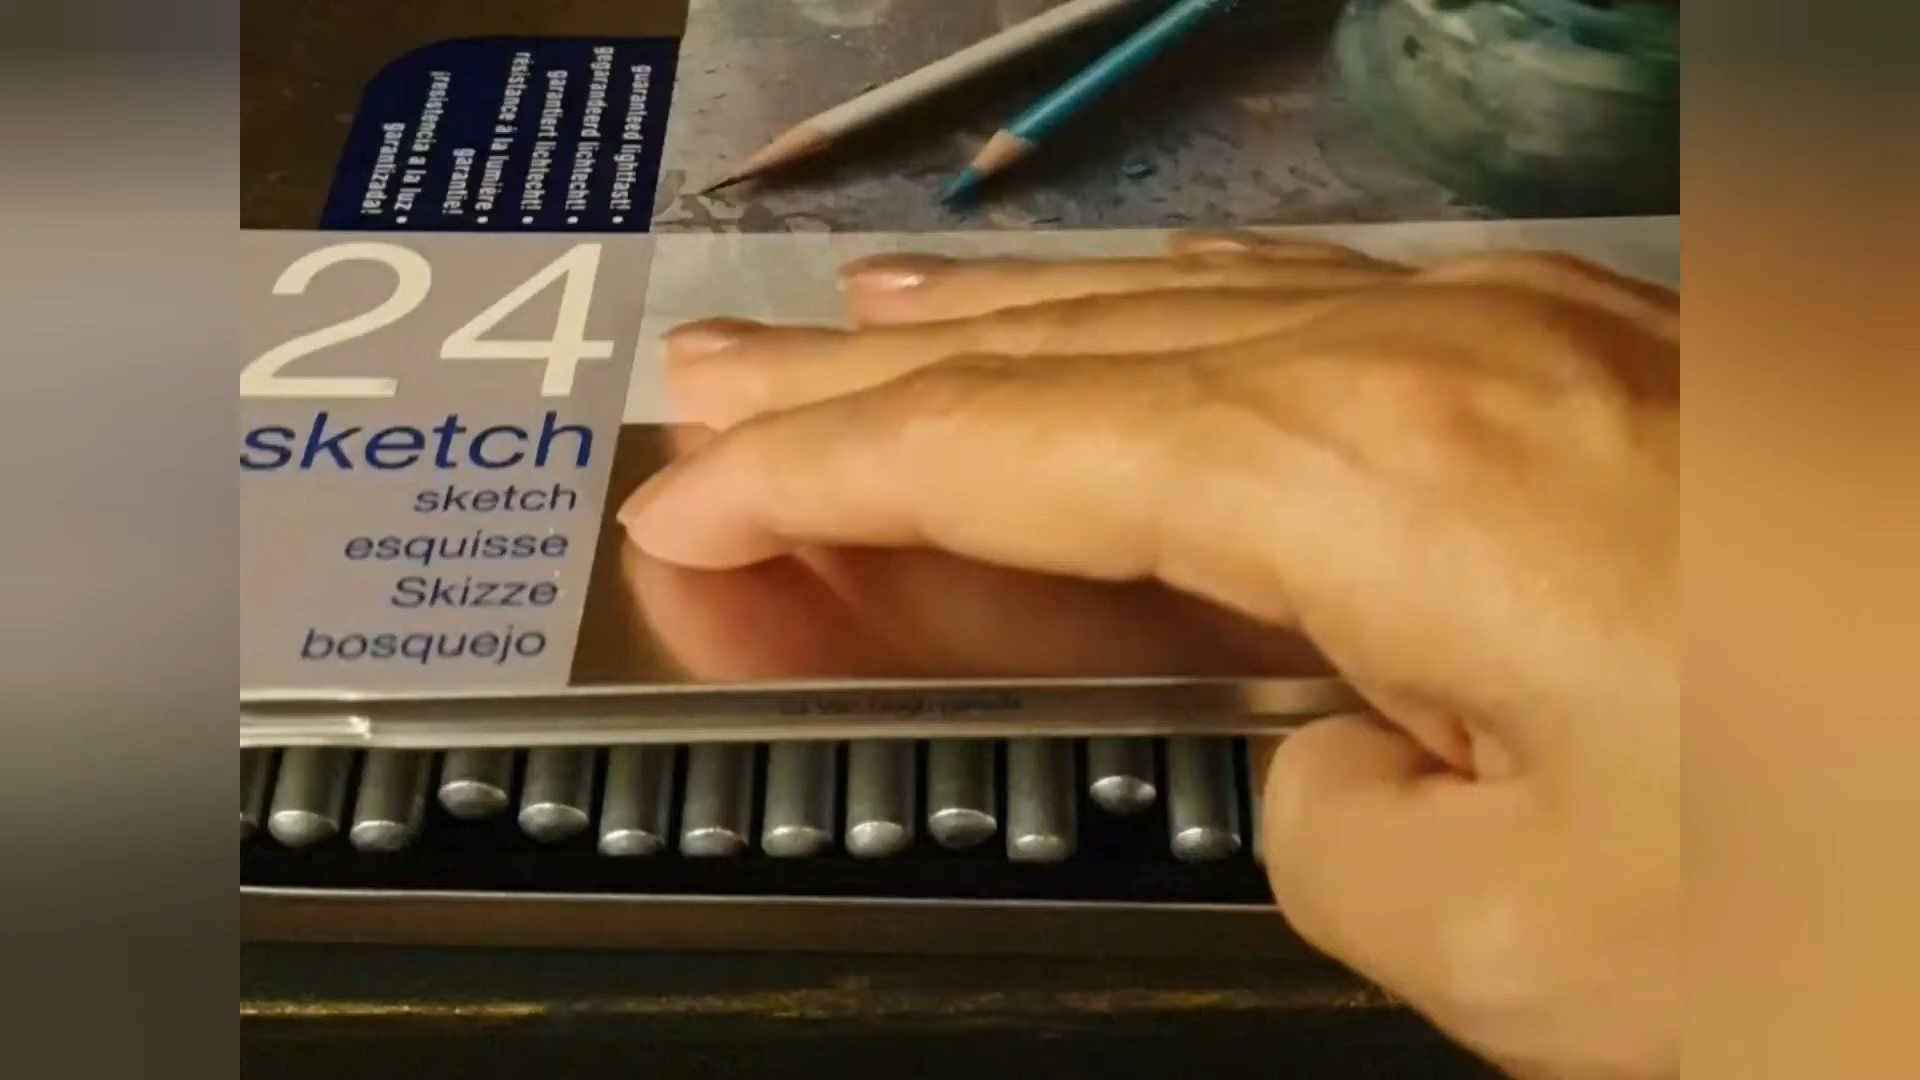 guaranteed lightfast! •
gegarandeerd lichtecht! •
garantiert lichtecht! •
résistance à la lumière •
garantie!
¡resistencia a la luz •
garantizada!
24
sketch
sketch
esquisse
Skizze
bosquejo